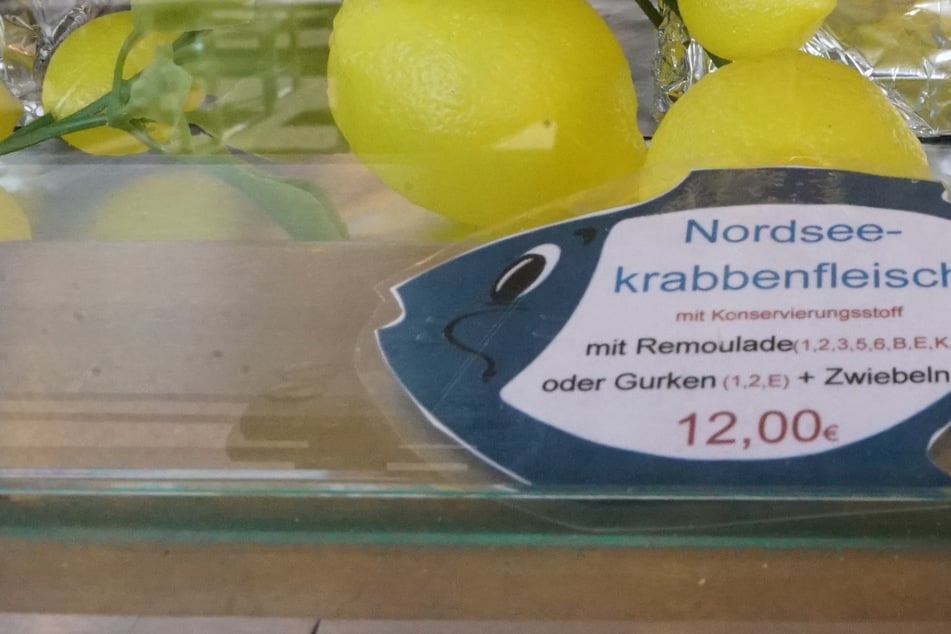 Nordsee-
krabbenfleisch
mit Konservierungsstoff
mit Remoulade(1,2,3,5,6,B,E,K,
oder Gurken (1,2,E) + Zwiebeln
12,00€